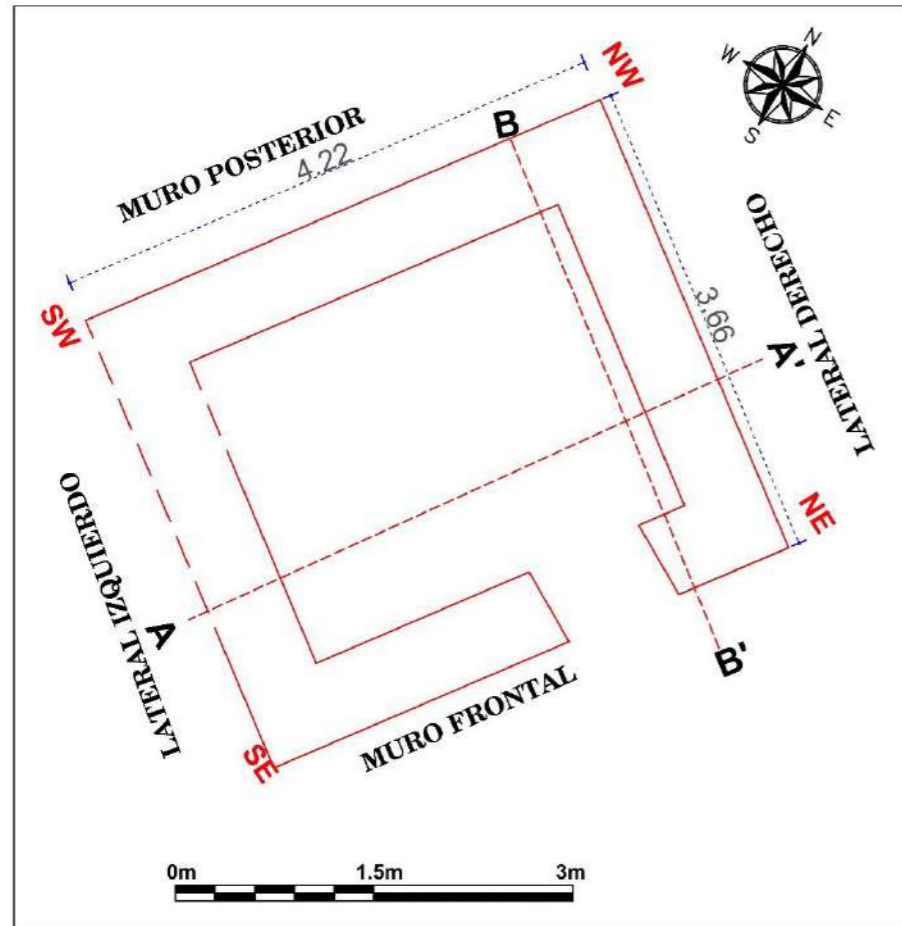 N
W
E
S
NW
B
MURO POSTERIOR
4.22
SW
LATERAL DERECHO
3.66
A'
LATERAL IZQUIERDO
NE
A
B'
MURO FRONTAL
SE
0m 1.5m 3m